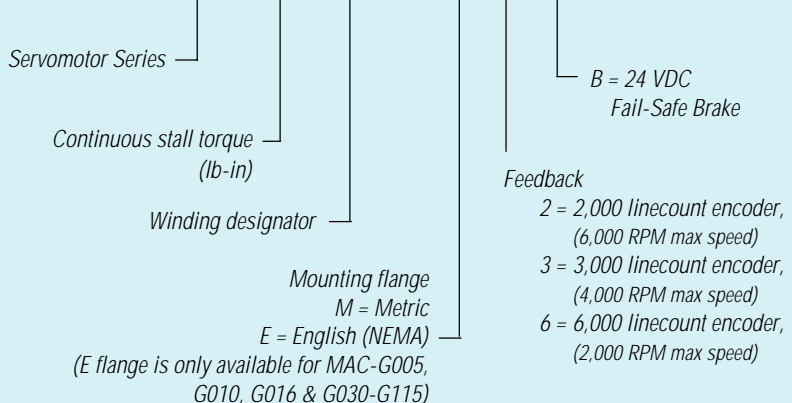 Servomotor Series
Continuous stall torque
(lb-in)
Winding designator
Mounting flange
M = Metric
E = English (NEMA)
(E flange is only available for MAC-G005,
G010, G016 & G030-G115)
B = 24 VDC
Fail-Safe Brake
Feedback
2 = 2,000 linecount encoder,
(6,000 RPM max speed)
3 = 3,000 linecount encoder,
(4,000 RPM max speed)
6 = 6,000 linecount encoder,
(2,000 RPM max speed)